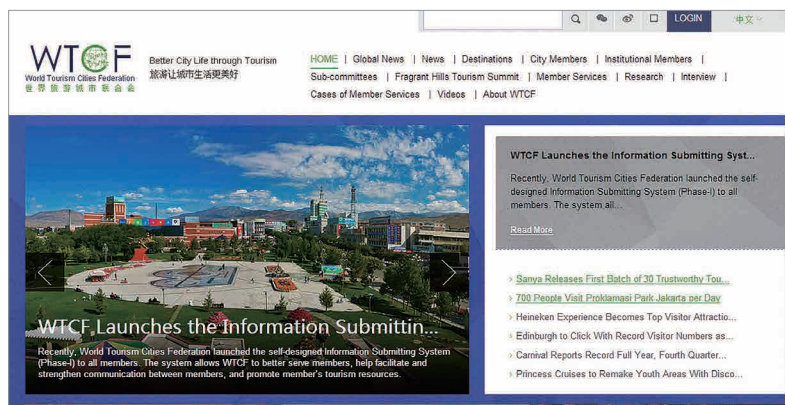 LOGIN
中文
WTCF
World Tourism Cities Federation
世界旅游城市联合会
Better City Life through Tourism
旅游让城市生活更美好
HOME | Global News | News | Destinations | City Members | Institutional Members |
Sub-committees | Fragrant Hills Tourism Summit | Member Services | Research | Interview |
Cases of Member Services | Videos | About WTCF
WTCF Launches the Information Submittin...
Recently, World Tourism Cities Federation launched the self-designed Information Submitting System
(Phase-I) to all members. The system allows WTCF to better serve members, help facilitate and
strengthen communication between members, and promote member's tourism resources.
WTCF Launches the Information Submitting Syst...
Recently, World Tourism Cities Federation launched the self-
designed Information Submitting System (Phase-I) to all
members. The system all...
Read More
› Sanya Releases First Batch of 30 Trustworthy Tou...
› 700 People Visit Proklamasi Park Jakarta per Day
› Heineken Experience Becomes Top Visitor Attractio...
› Edinburgh to Click With Record Visitor Numbers as...
› Carnival Reports Record Full Year, Fourth Quarter...
› Princess Cruises to Remake Youth Areas With Disco...